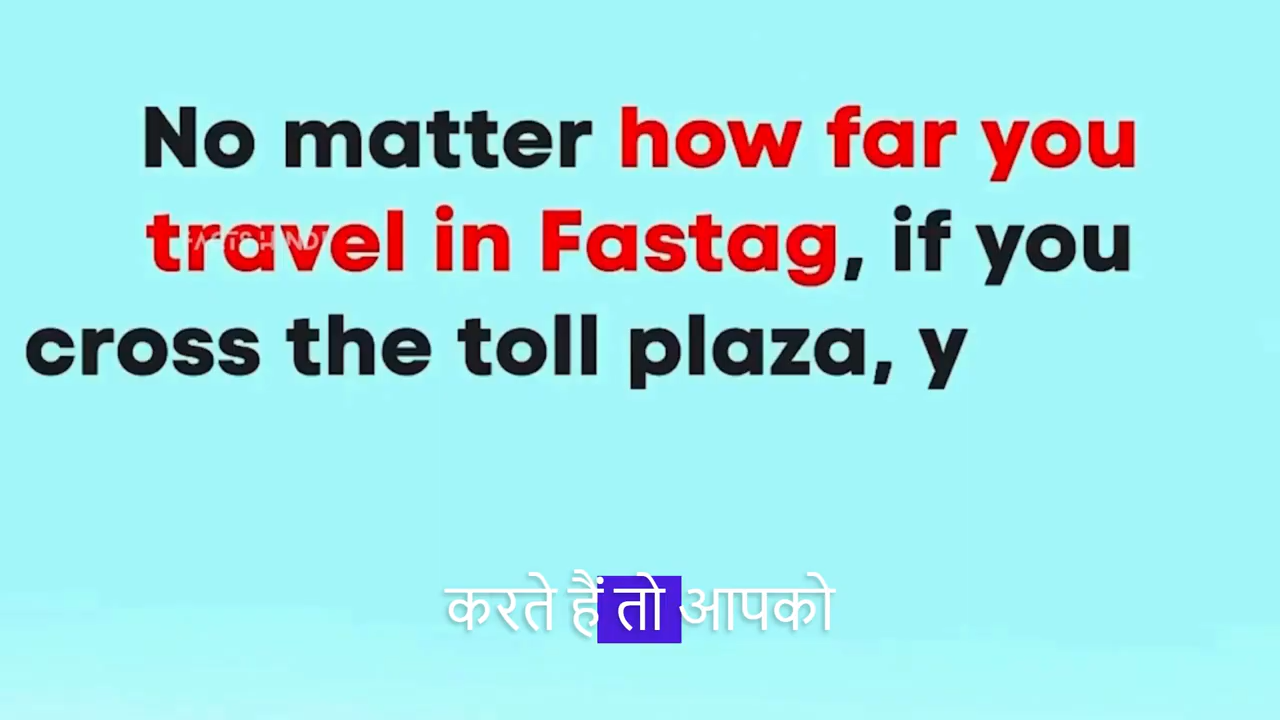 No matter how far you
travel in Fastag, if you
cross the toll plaza, y
करते हैं तो आपको